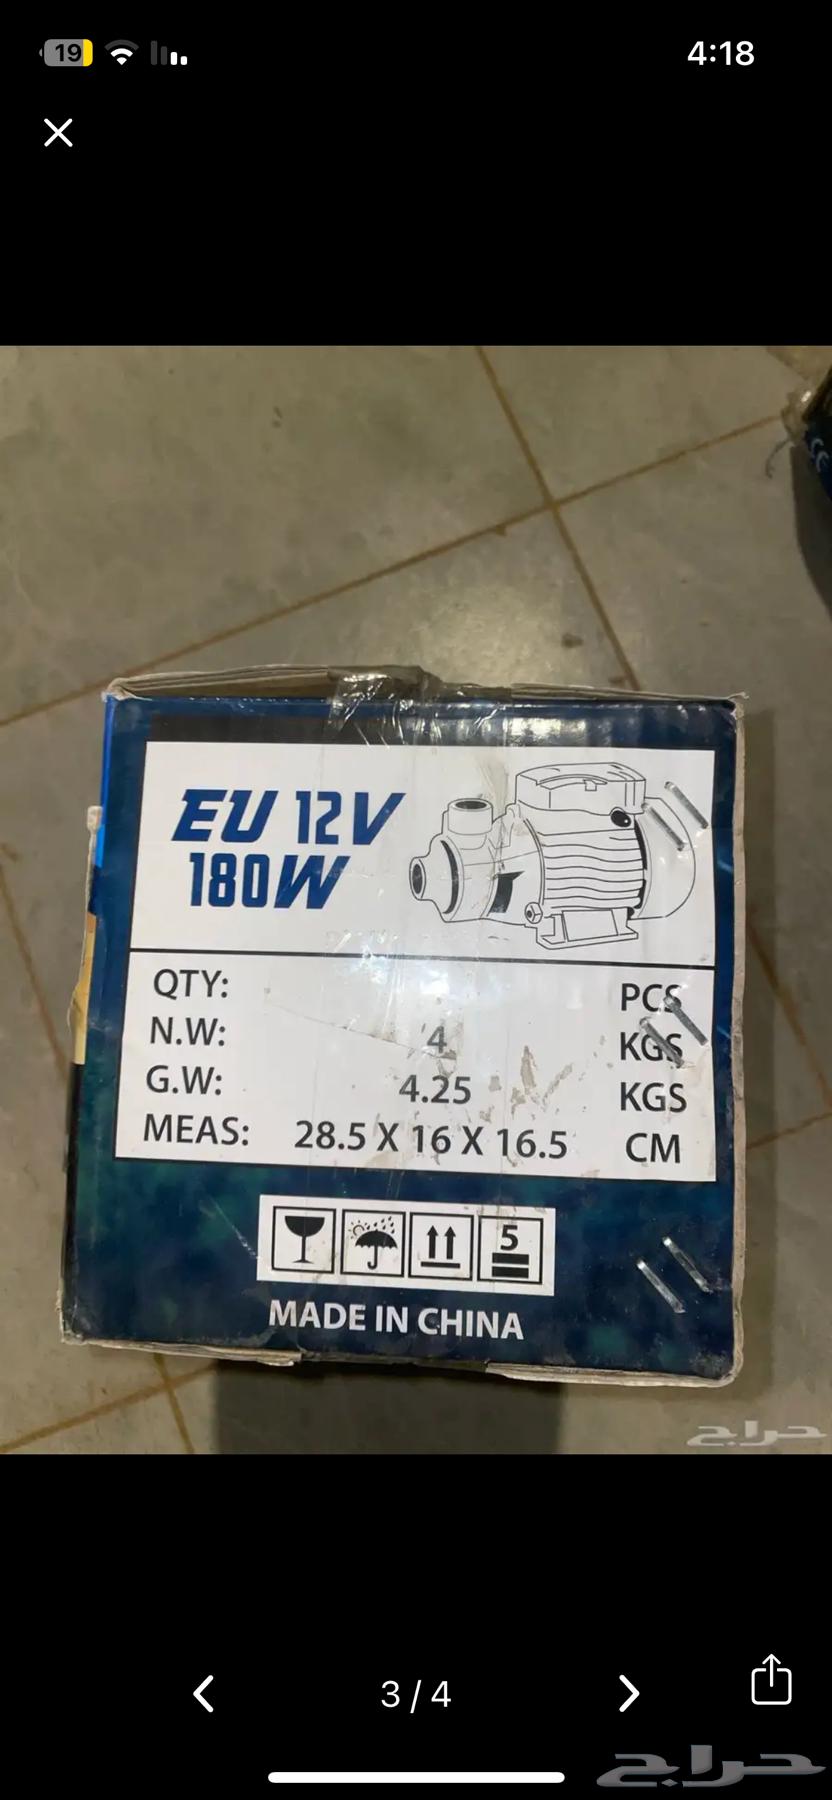 19
4:18
EU 12V
180W
QTY: PCS
N.W: 4 KGS
G.W: 4.25 KGS
MEAS: 28.5 X 16 X 16.5 CM
5
MADE IN CHINA
حراج
3 / 4
حراج